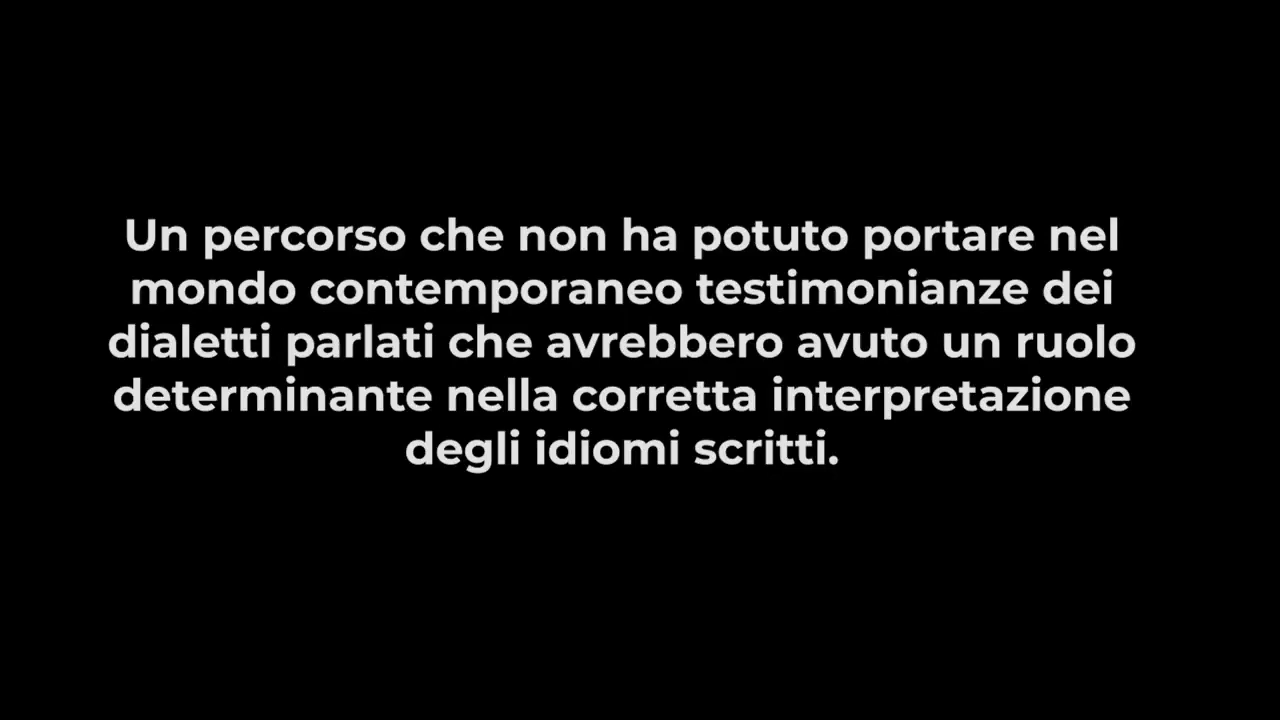 Un percorso che non ha potuto portare nel
mondo contemporaneo testimonianze dei
dialetti parlati che avrebbero avuto un ruolo
determinante nella corretta interpretazione
degli idiomi scritti.